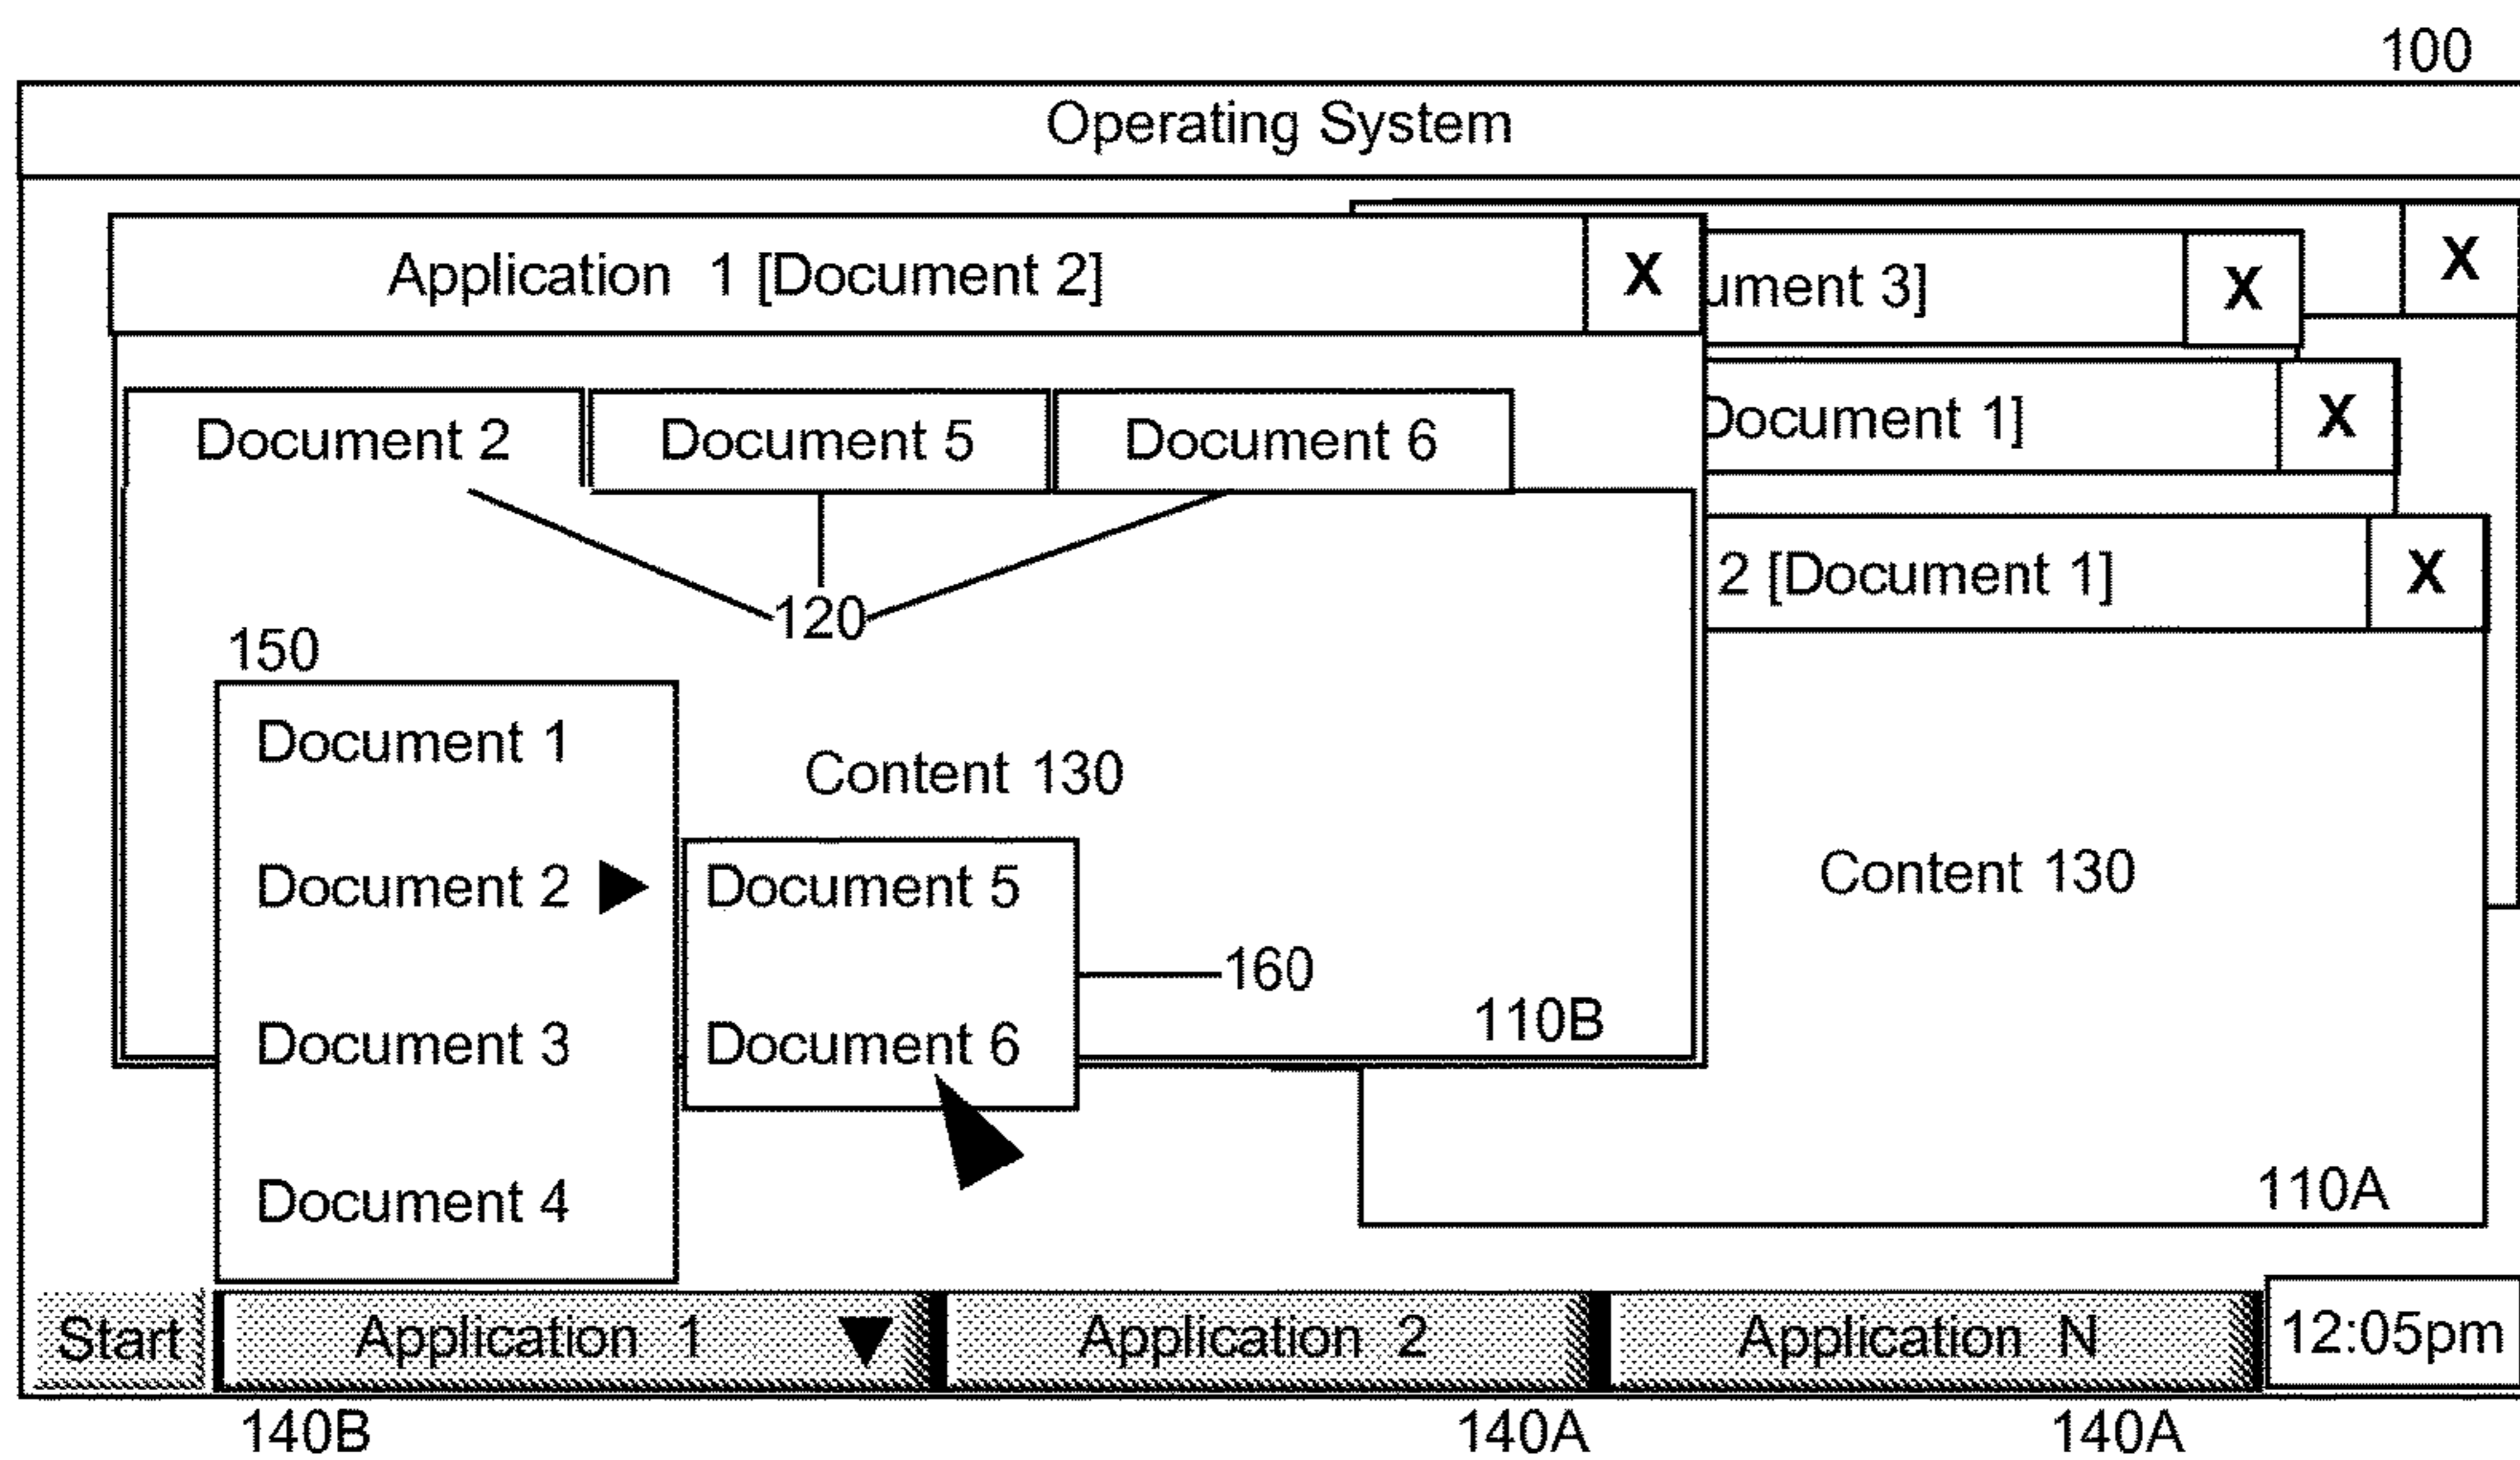 100
Operating System
X
Application 1 [Document 2] X
ument 3] X
Document 2 Document 5 Document 6
Document 1] X
2 [Document 1] X
120
150
Document 1
Content 130
Document 2 Document 5
Content 130
160
110B
Document 3 Document 6
Document 4
110A
Start Application 1 Application 2 Application N 12:05pm
140B 140A 140A